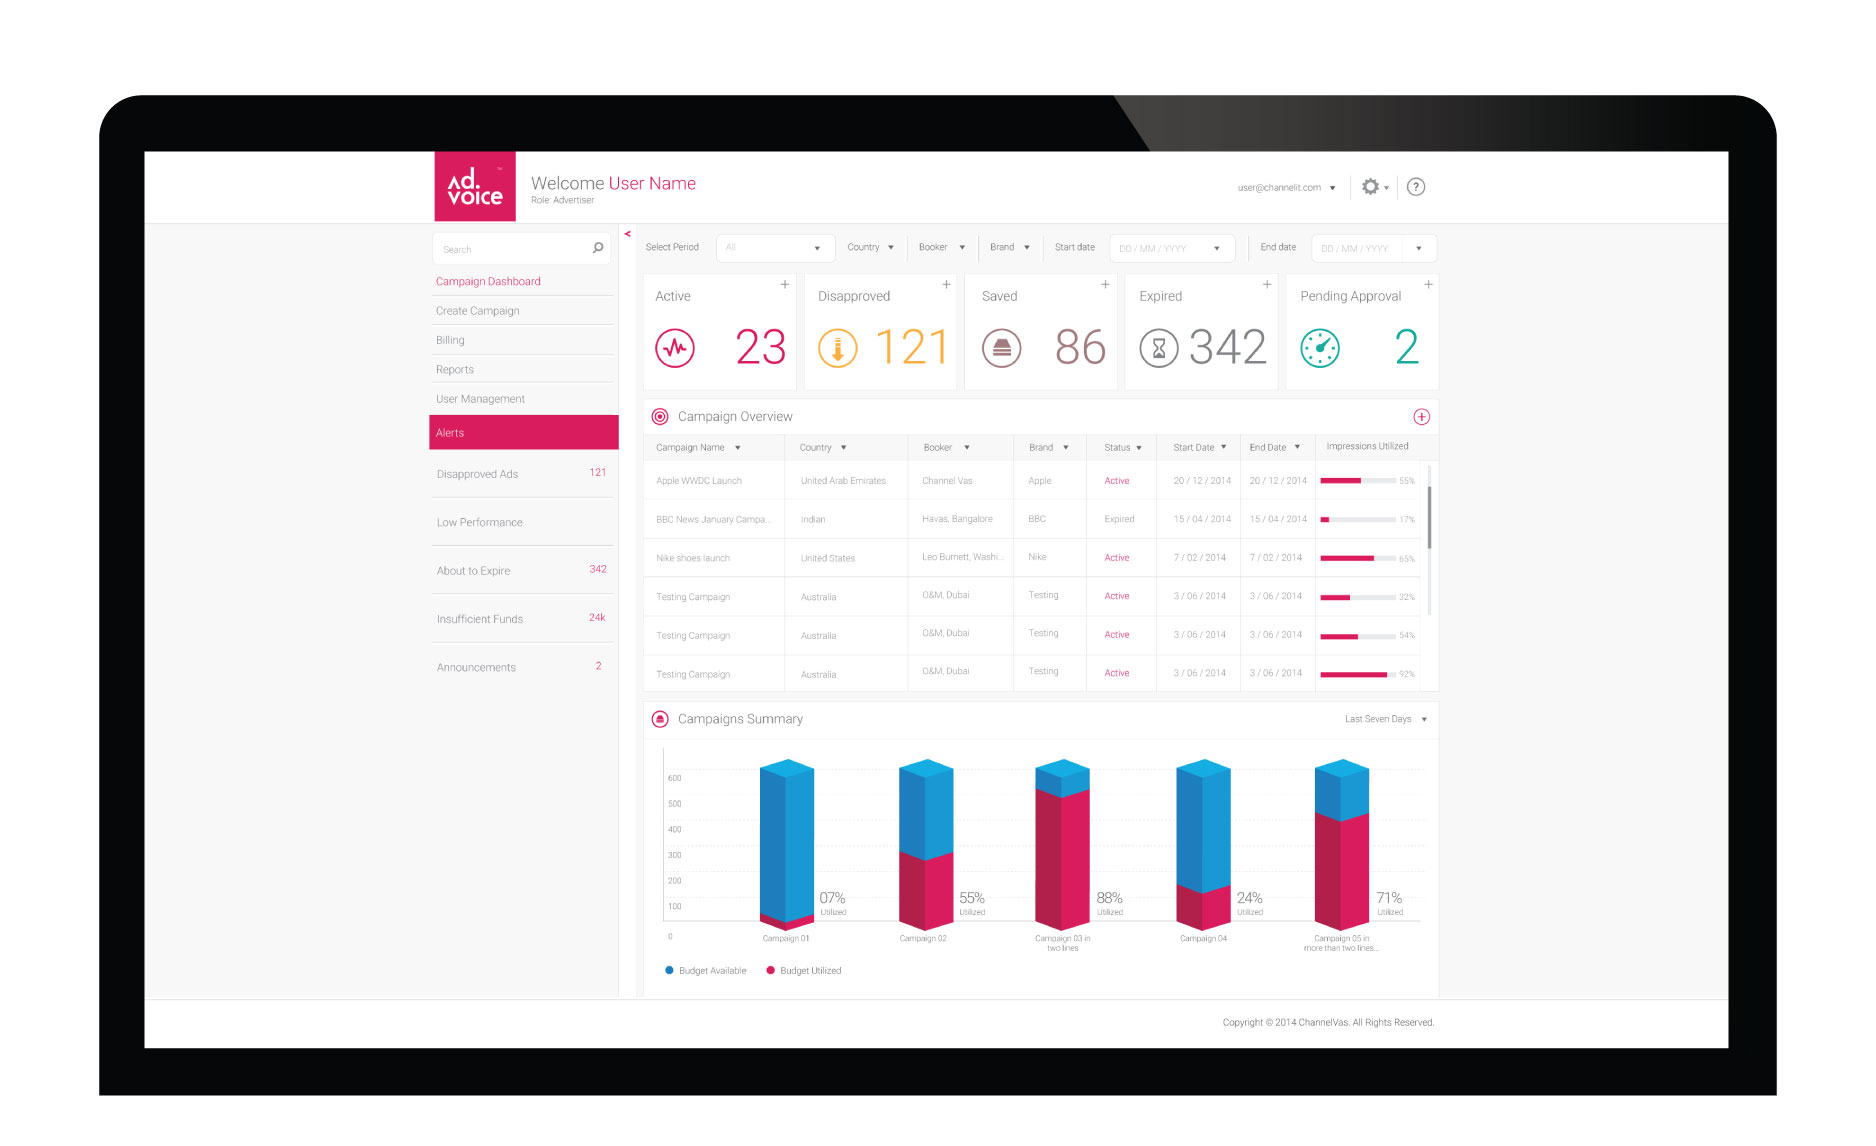 Ad.
voice
™
Welcome User Name
Role: Advertiser
user@channelit.com
?
Search
<
Campaign Dashboard
Create Campaign
Billing
Reports
User Management
Alerts
Disapproved Ads 121
Low Performance
About to Expire 342
Insufficient Funds 24k
Announcements 2
Select Period All Country Booker Brand Start date DD / MM / YYYY End date DD / MM / YYYY
Active + Disapproved + Saved + Expired + Pending Approval +
23 121 86 342 2
Campaign Overview +
Campaign Name Country Booker Brand Status Start Date End Date Impressions Utilized
Apple WWDC Launch United Arab Emirates Channel Vas Apple Active 20 / 12 / 2014 20 / 12 / 2014 55%
BBC News January Campa... Indian Havas, Bangalore BBC Expired 15 / 04 / 2014 15 / 04 / 2014 17%
Nike shoes launch United States Leo Burnett, Washi... Nike Active 7 / 02 / 2014 7 / 02 / 2014 65%
Testing Campaign Australia O&M, Dubai Testing Active 3 / 06 / 2014 3 / 06 / 2014 32%
Testing Campaign Australia O&M, Dubai Testing Active 3 / 06 / 2014 3 / 06 / 2014 54%
Testing Campaign Australia O&M, Dubai Testing Active 3 / 06 / 2014 3 / 06 / 2014 92%
Campaigns Summary Last Seven Days
600
500
400
300
200
100
0
07% 55% 88% 24% 71%
Utilized Utilized Utilized Utilized Utilized
Campaign 01 Campaign 02 Campaign 03 in Campaign 04 Campaign 05 in
two lines more than two lines...
Budget Available Budget Utilized
Copyright © 2014 ChannelVas. All Rights Reserved.